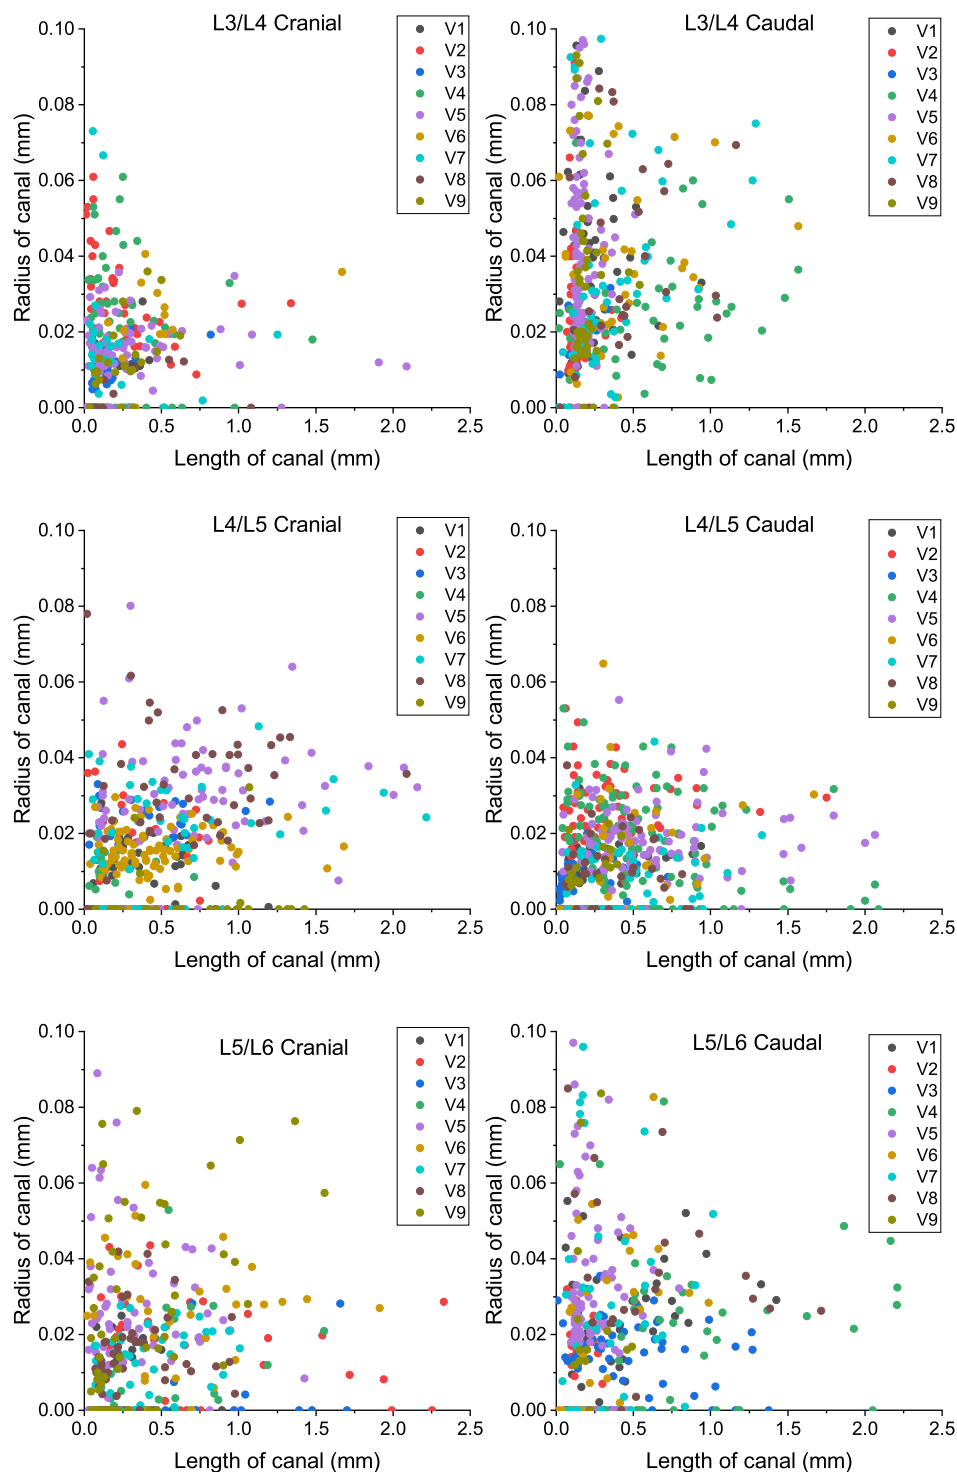 L3/L4 Cranial
V1
V2
V3
V4
V5
V6
V7
V8
V9
0.10
0.08
0.06
0.04
0.02
0.00
Radius of canal (mm)
0.0 0.5 1.0 1.5 2.0 2.5
Length of canal (mm)
L3/L4 Caudal
V1
V2
V3
V4
V5
V6
V7
V8
V9
0.10
0.08
0.06
0.04
0.02
0.00
Radius of canal (mm)
0.0 0.5 1.0 1.5 2.0 2.5
Length of canal (mm)
L4/L5 Cranial
V1
V2
V3
V4
V5
V6
V7
V8
V9
0.10
0.08
0.06
0.04
0.02
0.00
Radius of canal (mm)
0.0 0.5 1.0 1.5 2.0 2.5
Length of canal (mm)
L4/L5 Caudal
V1
V2
V3
V4
V5
V6
V7
V8
V9
0.10
0.08
0.06
0.04
0.02
0.00
Radius of canal (mm)
0.0 0.5 1.0 1.5 2.0 2.5
Length of canal (mm)
L5/L6 Cranial
V1
V2
V3
V4
V5
V6
V7
V8
V9
0.10
0.08
0.06
0.04
0.02
0.00
Radius of canal (mm)
0.0 0.5 1.0 1.5 2.0 2.5
Length of canal (mm)
L5/L6 Caudal
V1
V2
V3
V4
V5
V6
V7
V8
V9
0.10
0.08
0.06
0.04
0.02
0.00
Radius of canal (mm)
0.0 0.5 1.0 1.5 2.0 2.5
Length of canal (mm)